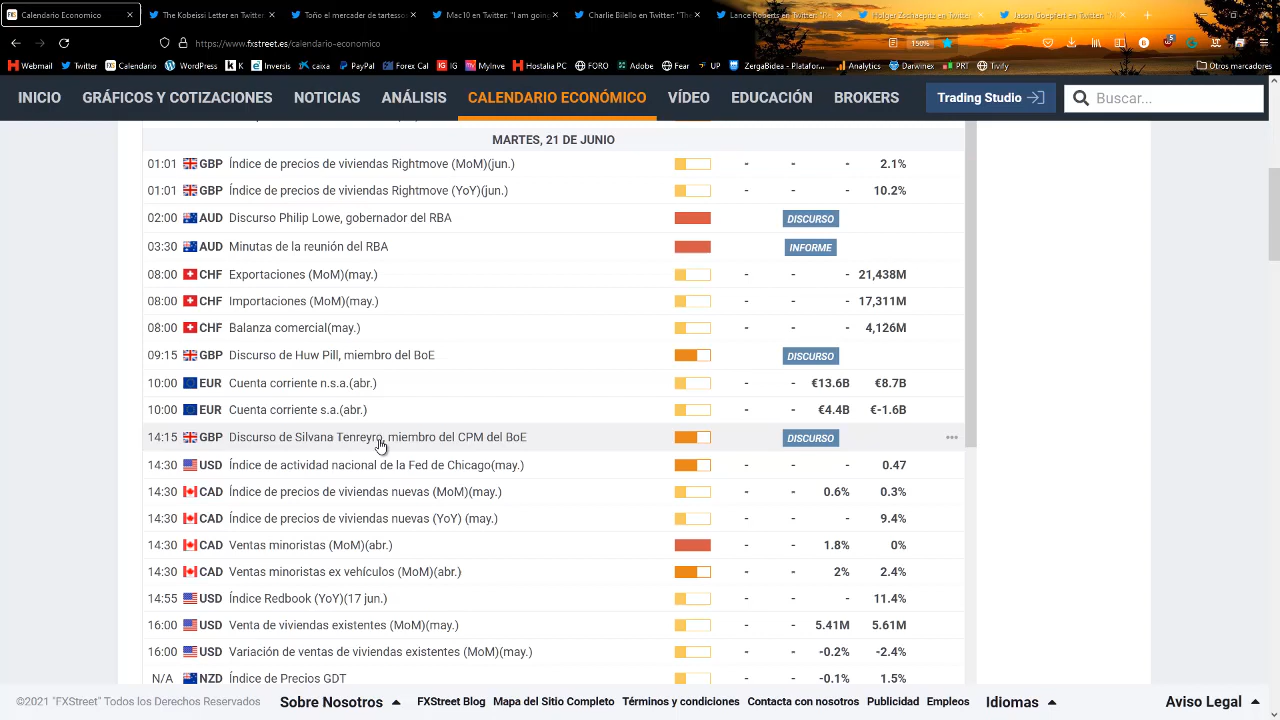 Calendario Economico
The Kobeissi Letter en Twitter:
Toño el mercader de tartesso
Mac10 en Twitter: "I am going
Charlie Bilello en Twitter: "The
Lance Roberts en Twitter:
Holger Zschaepitz en Twitter
Jason Goepfert en Twitter:
https://www.fxstreet.es/calendario-economico
150%
Webmail Twitter Calendario WordPress K Inversis caixa PayPal Forex Cal IG MyInve Hostalia PC FORO Adobe Fear UP ZergaBidea - Platafor... Analytics Darwinex PRT Tivify Otros marcadores
INICIO GRÁFICOS Y COTIZACIONES NOTICIAS ANÁLISIS CALENDARIO ECONÓMICO VÍDEO EDUCACIÓN BROKERS Trading Studio Buscar...
MARTES, 21 DE JUNIO
01:01 GBP Índice de precios de viviendas Rightmove (MoM)(jun.) - - - 2.1%
01:01 GBP Índice de precios de viviendas Rightmove (YoY)(jun.) - - - 10.2%
02:00 AUD Discurso Philip Lowe, gobernador del RBA DISCURSO
03:30 AUD Minutas de la reunión del RBA INFORME
08:00 CHF Exportaciones (MoM)(may.) - - - 21,438M
08:00 CHF Importaciones (MoM)(may.) - - - 17,311M
08:00 CHF Balanza comercial(may.) - - - 4,126M
09:15 GBP Discurso de Huw Pill, miembro del BoE DISCURSO
10:00 EUR Cuenta corriente n.s.a.(abr.) - - €13.6B €8.7B
10:00 EUR Cuenta corriente s.a.(abr.) - - €4.4B €-1.6B
14:15 GBP Discurso de Silvana Tenreyro, miembro del CPM del BoE DISCURSO
14:30 USD Índice de actividad nacional de la Fed de Chicago(may.) - - - 0.47
14:30 CAD Índice de precios de viviendas nuevas (MoM)(may.) - - 0.6% 0.3%
14:30 CAD Índice de precios de viviendas nuevas (YoY) (may.) - - - 9.4%
14:30 CAD Ventas minoristas (MoM)(abr.) - - 1.8% 0%
14:30 CAD Ventas minoristas ex vehículos (MoM)(abr.) - - 2% 2.4%
14:55 USD Índice Redbook (YoY)(17 jun.) - - - 11.4%
16:00 USD Venta de viviendas existentes (MoM)(may.) - - 5.41M 5.61M
16:00 USD Variación de ventas de viviendas existentes (MoM)(may.) - - -0.2% -2.4%
N/A NZD Índice de Precios GDT - - -0.1% 1.5%
©2021 "FXStreet" Todos los Derechos Reservados Sobre Nosotros FXStreet Blog Mapa del Sitio Completo Términos y condiciones Contacta con nosotros Publicidad Empleos Idiomas Aviso Legal